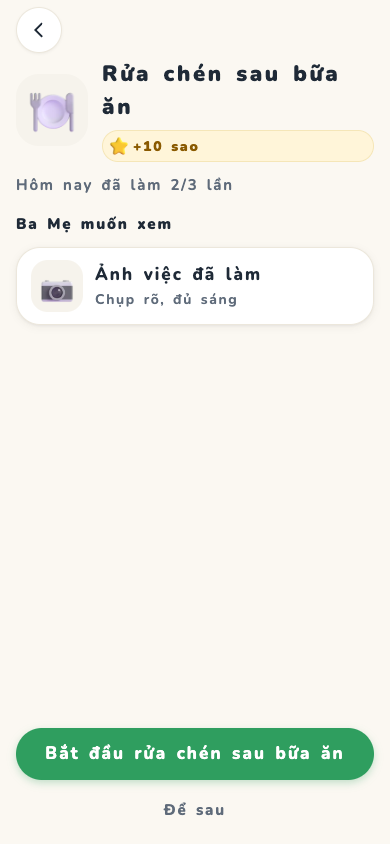 Rửa chén sau bữa
ăn
+10 sao
Hôm nay đã làm 2/3 lần
Ba Mẹ muốn xem
Ảnh việc đã làm
Chụp rõ, đủ sáng
Bắt đầu rửa chén sau bữa ăn
Để sau